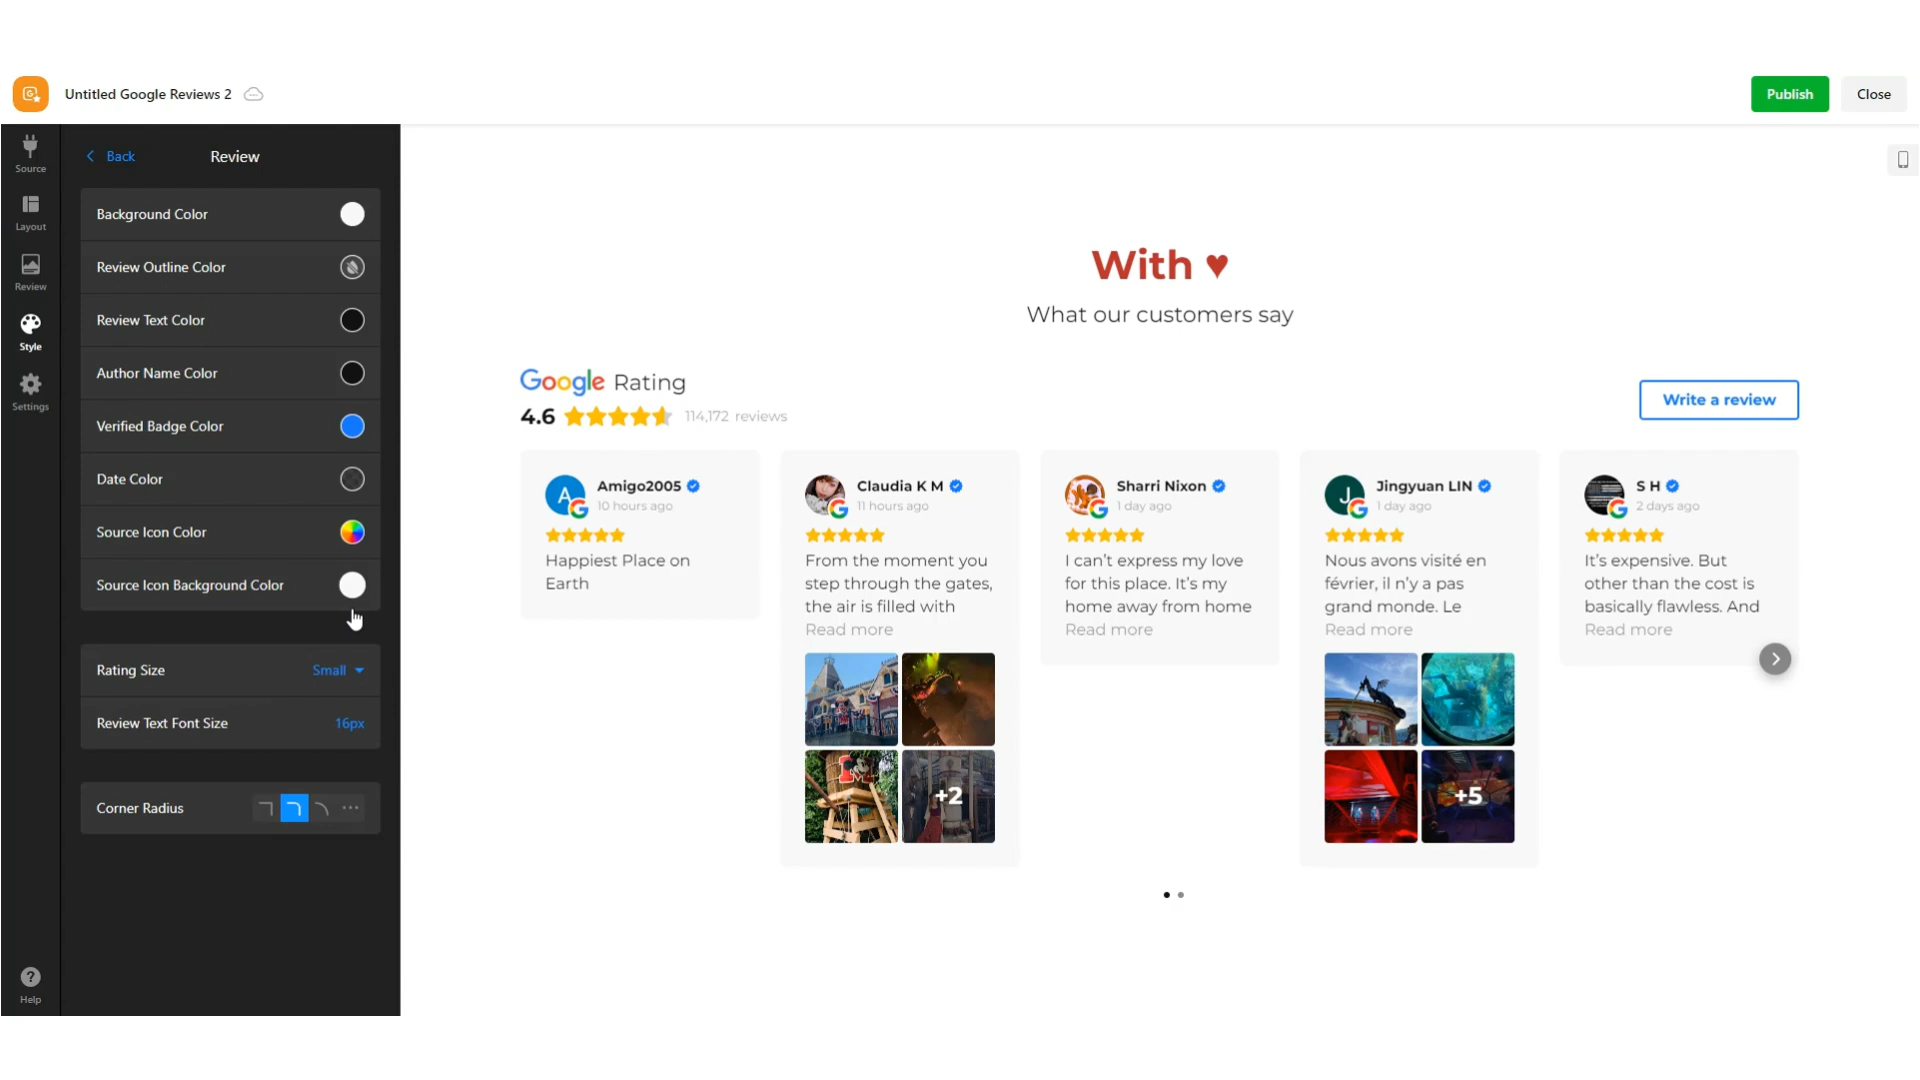 Untitled Google Reviews 2
Publish
Close
Source
Layout
Review
Style
Settings
Help
Back
Review
Background Color
Review Outline Color
Review Text Color
Author Name Color
Verified Badge Color
Date Color
Source Icon Color
Source Icon Background Color
Rating Size
Small
Review Text Font Size
16px
Corner Radius
With ♥
What our customers say
Google Rating
4.6
114,172 reviews
Write a review
A
Amigo2005
10 hours ago
Happiest Place on
Earth
Claudia K M
11 hours ago
From the moment you
step through the gates,
the air is filled with
Read more
+2
Sharri Nixon
1 day ago
I can't express my love
for this place. It's my
home away from home
Read more
J
Jingyuan LIN
1 day ago
Nous avons visité en
février, il n'y a pas
grand monde. Le
Read more
+5
S H
2 days ago
It's expensive. But
other than the cost is
basically flawless. And
Read more